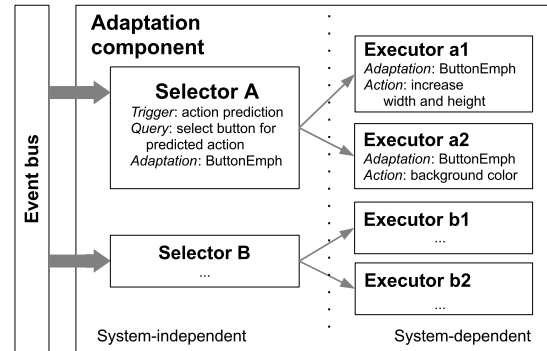 Event bus
Adaptation
component
Selector A
Trigger: action prediction
Query: select button for
predicted action
Adaptation: ButtonEmph
Executor a1
Adaptation: ButtonEmph
Action: increase
width and height
Executor a2
Adaptation: ButtonEmph
Action: background color
Selector B
...
Executor b1
...
Executor b2
...
System-independent
System-dependent